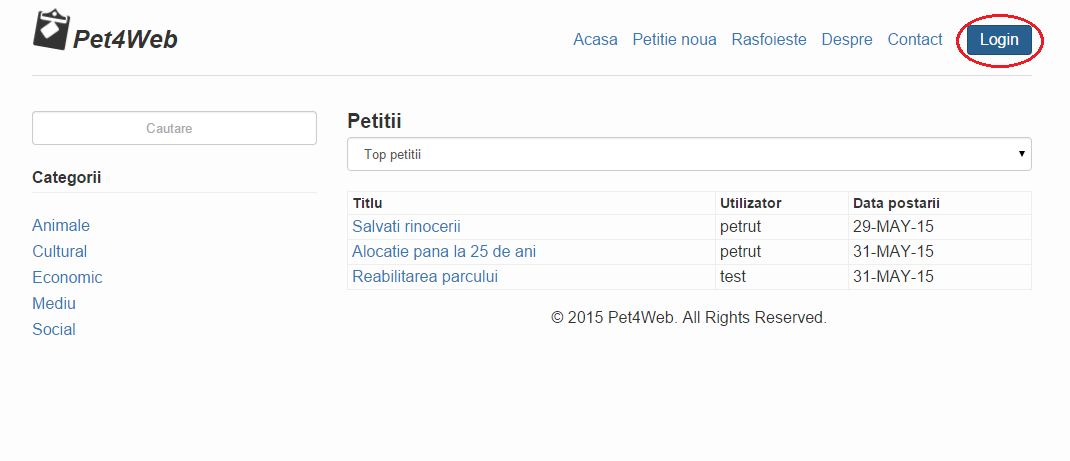 Pet4Web
Acasa Petitie noua Rasfoieste Despre Contact Login
Cautare
Categorii
Animale
Cultural
Economic
Mediu
Social
Petitii
Top petitii
Titlu Utilizator Data postarii
Salvati rinocerii petrut 29-MAY-15
Alocatie pana la 25 de ani petrut 31-MAY-15
Reabilitarea parcului test 31-MAY-15
© 2015 Pet4Web. All Rights Reserved.